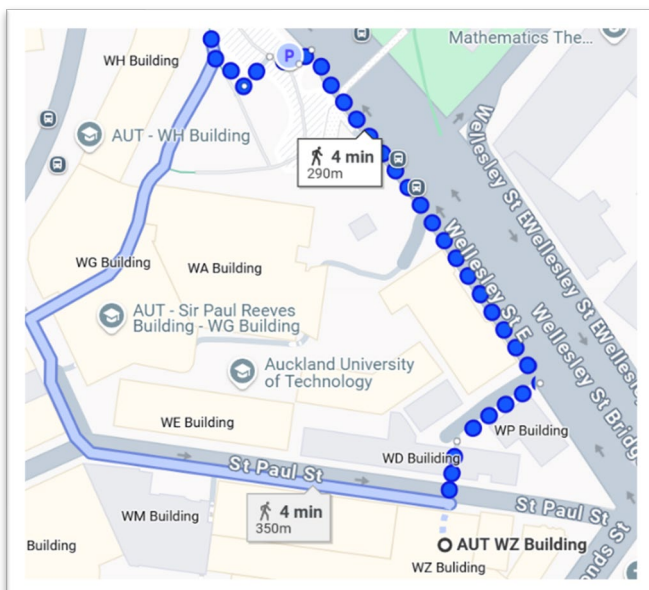 Mathematics The...
WH Building
P
AUT - WH Building
4 min
290m
Wellesley St E
Wellesley St E
WG Building
WA Building
Wellesley St E
AUT - Sir Paul Reeves
Building - WG Building
Auckland University
of Technology
Wellesley St Bridg
WE Building
WP Building
WD Building
St Paul St
St Paul St
WM Building
4 min
350m
Building
AUT WZ Building
WZ Buliding